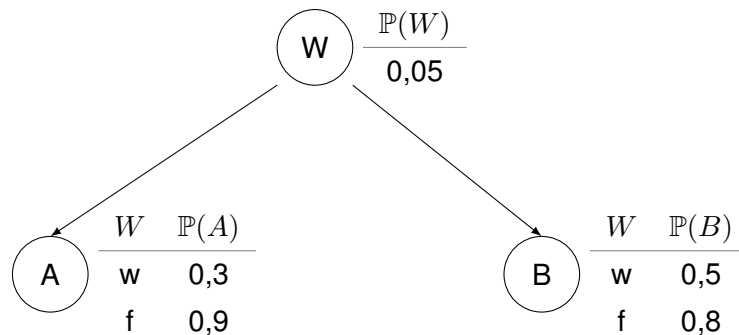 W ℙ(W)
0,05
W ℙ(A) W ℙ(B)
A w 0,3 B w 0,5
f 0,9 f 0,8